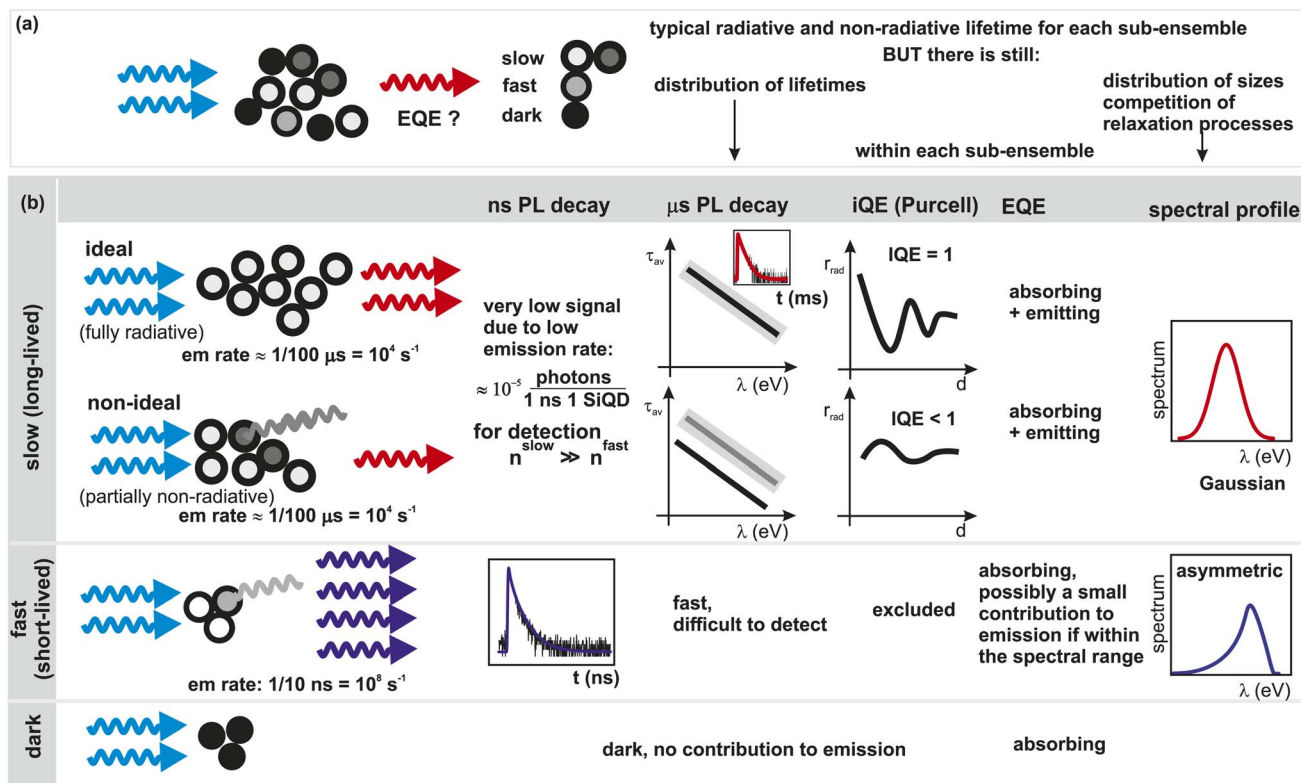 (a)
typical radiative and non-radiative lifetime for each sub-ensemble
BUT there is still:
slow
fast
dark
EQE ?
distribution of lifetimes
distribution of sizes
competition of
relaxation processes
within each sub-ensemble
(b)
ns PL decay
μs PL decay
iQE (Purcell)
EQE
spectral profile
slow (long-lived)
ideal
(fully radiative)
em rate ≈ 1/100 μs = 10⁴ s⁻¹
non-ideal
(partially non-radiative)
em rate ≈ 1/100 μs = 10⁴ s⁻¹
very low signal
due to low
emission rate:
≈ 10⁻⁵ photons
1 ns 1 SiQD
for detection
n^slow ≫ n^fast
τav
t (ms)
λ (eV)
τav
λ (eV)
rrad
IQE = 1
d
rrad
IQE < 1
d
absorbing
+ emitting
absorbing
+ emitting
spectrum
λ (eV)
Gaussian
fast
(short-lived)
em rate: 1/10 ns = 10⁸ s⁻¹
t (ns)
fast,
difficult to detect
excluded
absorbing,
possibly a small
contribution to
emission if within
the spectral range
asymmetric
spectrum
λ (eV)
dark
dark, no contribution to emission
absorbing